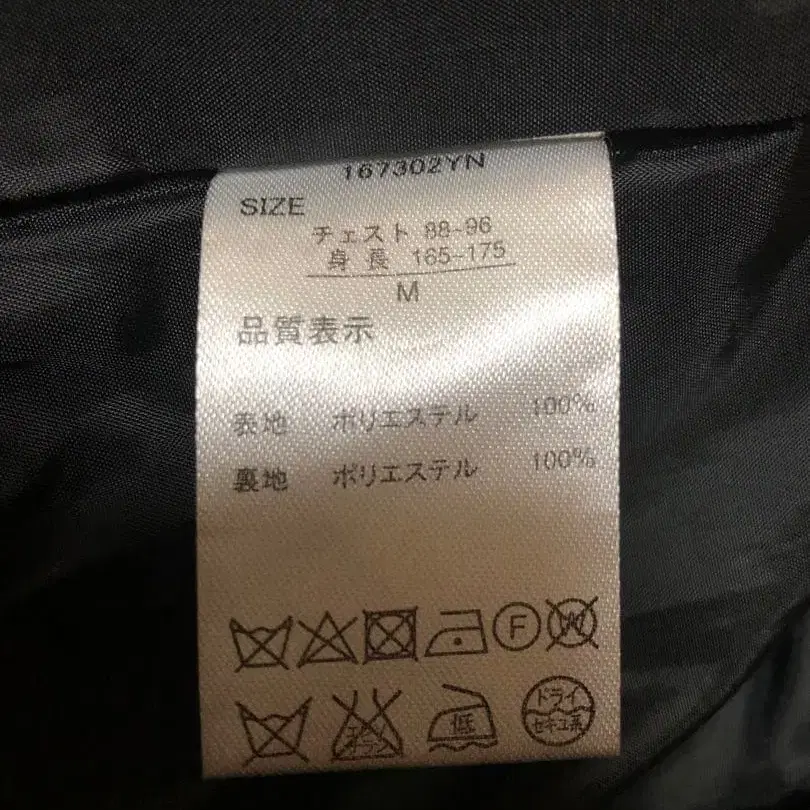 167302YN
SIZE
チェスト 88-96
身長 165-175
M
品質表示
表地 ポリエステル 100%
裏地 ポリエステル 100%
F W
低 ドライ
セキユ系